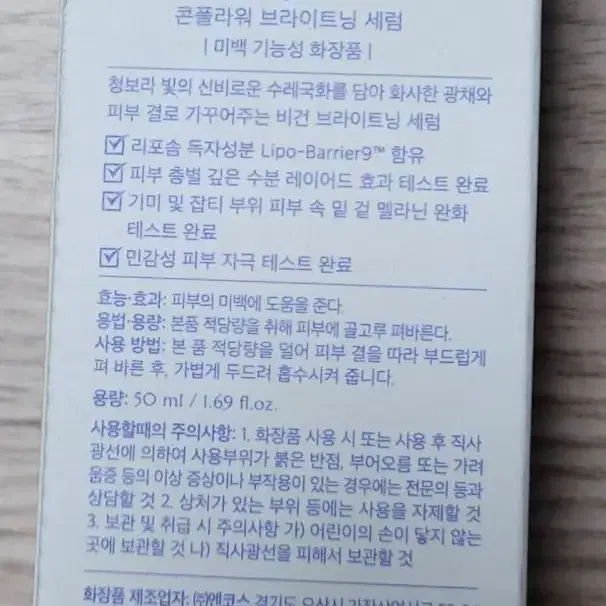 콘플라워 브라이트닝 세럼
| 미백 기능성 화장품 |
청보라 빛의 신비로운 수레국화를 담아 화사한 광채와
피부 결로 가꾸어주는 비건 브라이트닝 세럼
리포솜 독자성분 Lipo-Barrier9™ 함유
피부 층별 깊은 수분 레이어드 효과 테스트 완료
기미 및 잡티 부위 피부 속 밑 겉 멜라닌 완화
테스트 완료
민감성 피부 자극 테스트 완료
효능·효과: 피부의 미백에 도움을 준다.
용법·용량: 본품 적당량을 취해 피부에 골고루 펴바른다.
사용 방법: 본 품 적당량을 덜어 피부 결을 따라 부드럽게
펴 바른 후, 가볍게 두드려 흡수시켜 줍니다.
용량: 50 ml / 1.69 fl.oz.
사용할때의 주의사항: 1. 화장품 사용 시 또는 사용 후 직사
광선에 의하여 사용부위가 붉은 반점, 부어오름 또는 가려
움증 등의 이상 증상이나 부작용이 있는 경우에는 전문의 등과
상담할 것 2. 상처가 있는 부위 등에는 사용을 자제할 것
3. 보관 및 취급 시 주의사항 가) 어린이의 손이 닿지 않는
곳에 보관할 것 나) 직사광선을 피해서 보관할 것
화장품 제조업자: ㈜엔코스 경기도 오산시